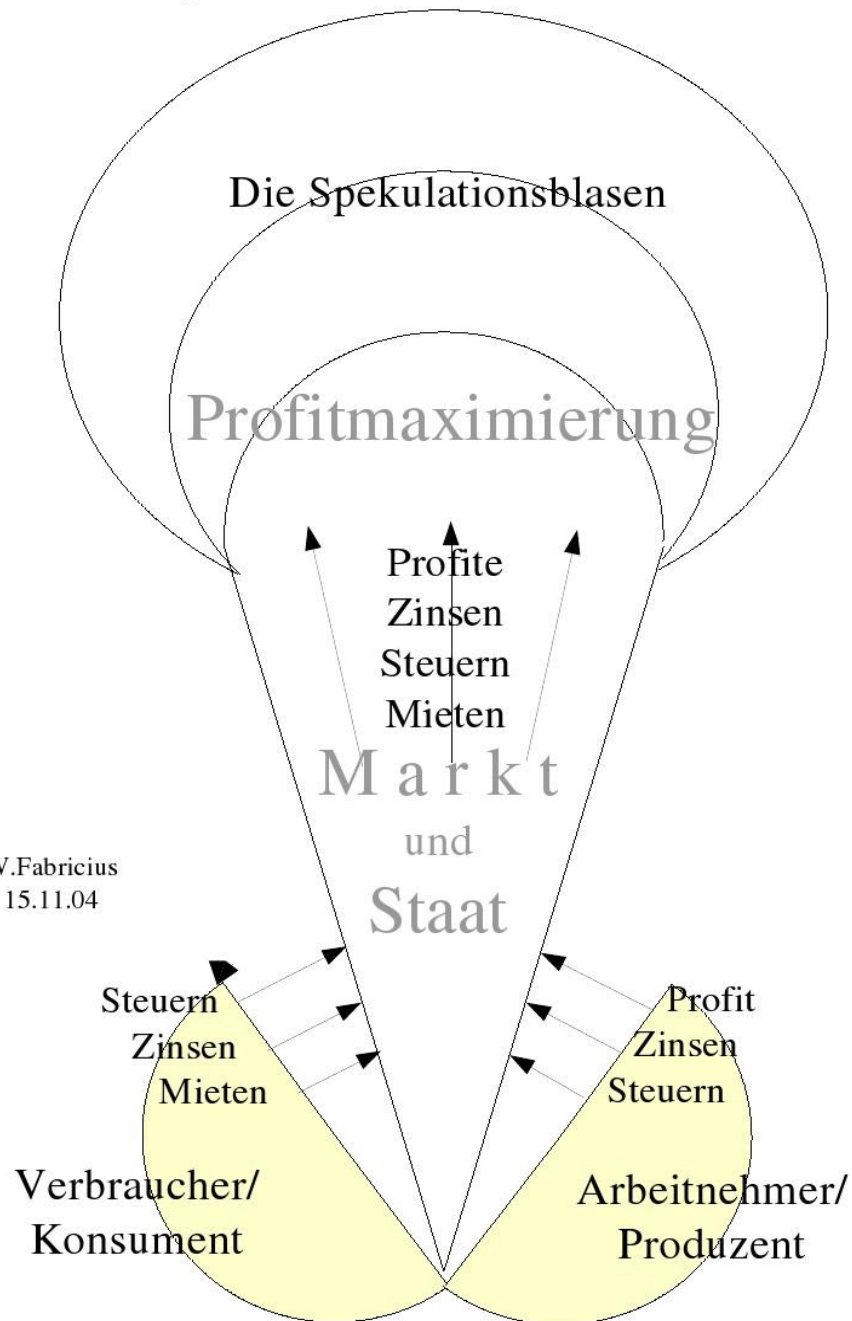 Die Spekulationsblasen
Profitmaximierung
Profite
Zinsen
Steuern
Mieten
M a r k t
und
Staat
W.Fabricius
15.11.04
Steuern
Zinsen
Mieten
Profit
Zinsen
Steuern
Verbraucher/
Konsument
Arbeitnehmer/
Produzent